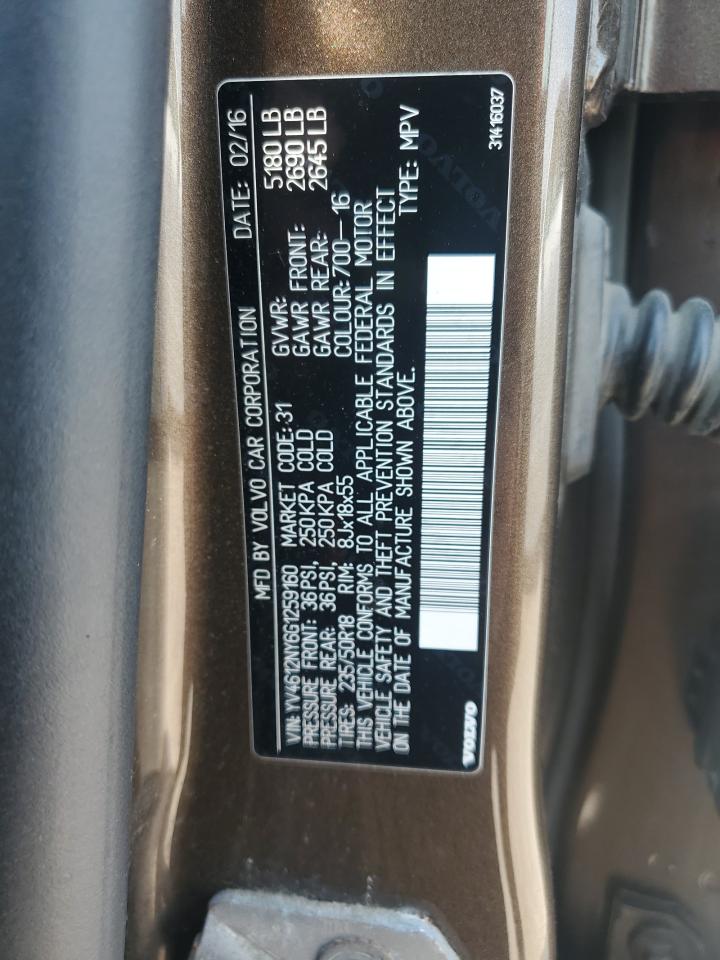 MFD BY VOLVO CAR CORPORATION DATE: 02/16
VIN: YV4612NY6G1259160 MARKET CODE: 31 GVWR: 5180 LB
PRESSURE FRONT: 36PSI, 250KPA COLD GAWR FRONT: 2690 LB
PRESSURE REAR: 36PSI, 250KPA COLD GAWR REAR: 2645 LB
TIRES: 235/50R18 RIM: 8Jx18x55 COLOUR: 700--16
THIS VEHICLE CONFORMS TO ALL APPLICABLE FEDERAL MOTOR
VEHICLE SAFETY AND THEFT PREVENTION STANDARDS IN EFFECT
ON THE DATE OF MANUFACTURE SHOWN ABOVE. TYPE: MPV
VOLVO 31416037